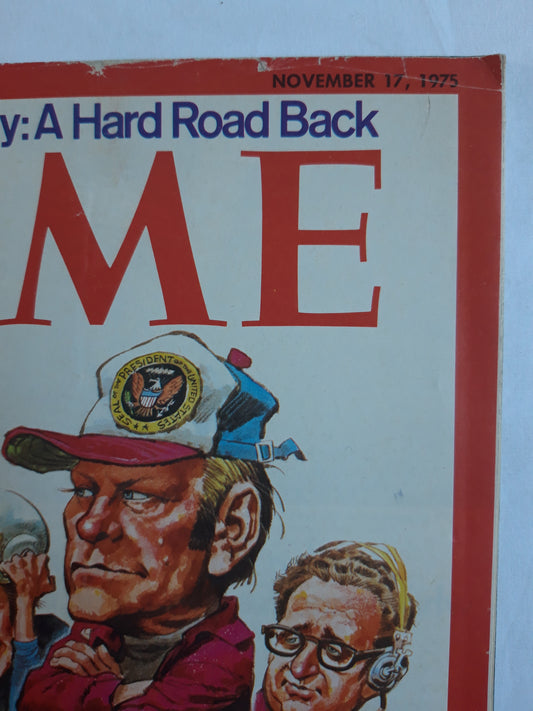 NOVEMBER 17, 1975
y: A Hard Road Back
ME
SEAL OF THE PRESIDENT OF THE UNITED STATES